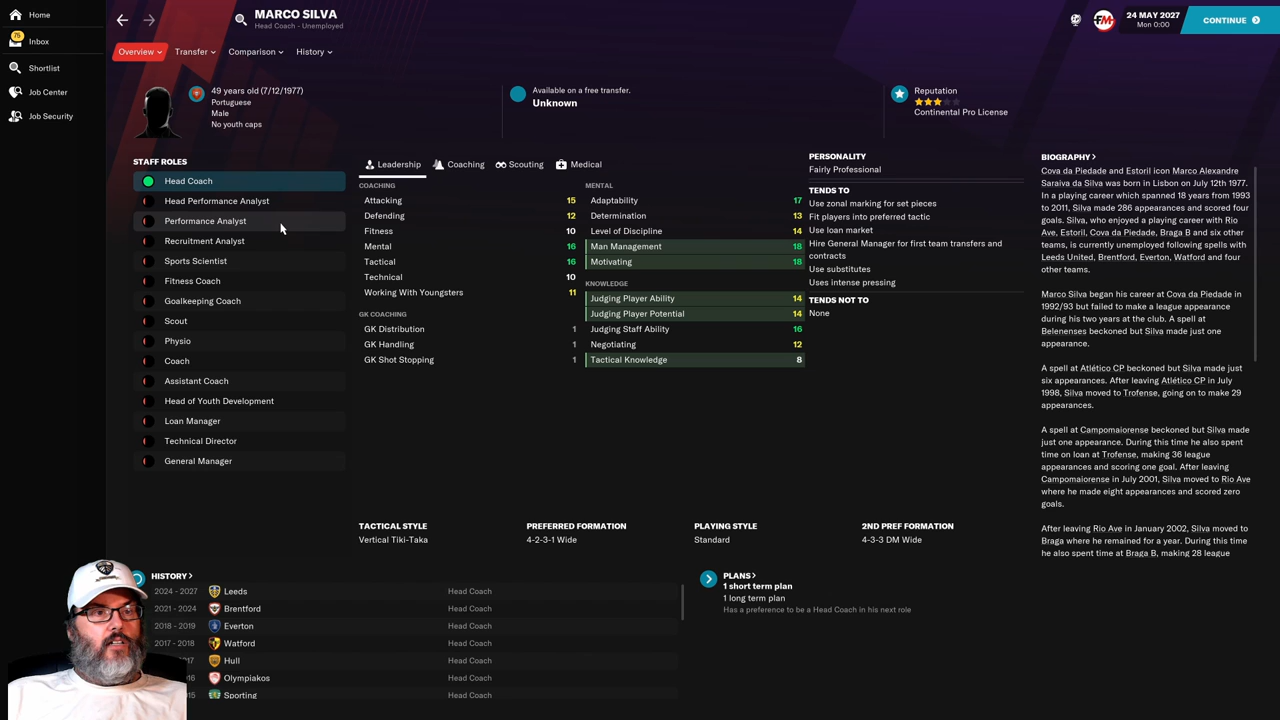 Home
75
Inbox
Shortlist
Job Center
Job Security
MARCO SILVA
Head Coach - Unemployed
FM
24 MAY 2027
Mon 0:00
CONTINUE
Overview
Transfer
Comparison
History
49 years old (7/12/1977)
Portuguese
Male
No youth caps
Available on a free transfer.
Unknown
Reputation
Continental Pro License
STAFF ROLES
Head Coach
Head Performance Analyst
Performance Analyst
Recruitment Analyst
Sports Scientist
Fitness Coach
Goalkeeping Coach
Scout
Physio
Coach
Assistant Coach
Head of Youth Development
Loan Manager
Technical Director
General Manager
Leadership
Coaching
Scouting
Medical
COACHING
Attacking 15
Defending 12
Fitness 10
Mental 16
Tactical 16
Technical 10
Working With Youngsters 11
GK COACHING
GK Distribution 1
GK Handling 1
GK Shot Stopping 1
MENTAL
Adaptability 17
Determination 13
Level of Discipline 14
Man Management 18
Motivating 18
KNOWLEDGE
Judging Player Ability 14
Judging Player Potential 14
Judging Staff Ability 16
Negotiating 12
Tactical Knowledge 8
PERSONALITY
Fairly Professional
TENDS TO
Use zonal marking for set pieces
Fit players into preferred tactic
Use loan market
Hire General Manager for first team transfers and
contracts
Use substitutes
Uses intense pressing
TENDS NOT TO
None
BIOGRAPHY
Cova da Piedade and Estoril icon Marco Alexandre
Saraiva da Silva was born in Lisbon on July 12th 1977.
In a playing career which spanned 18 years from 1993
to 2011, Silva made 286 appearances and scored four
goals. Silva, who enjoyed a playing career with Rio
Ave, Estoril, Cova da Piedade, Braga B and six other
teams, is currently unemployed following spells with
Leeds United, Brentford, Everton, Watford and four
other teams.
Marco Silva began his career at Cova da Piedade in
1992/93 but failed to make a league appearance
during his two years at the club. A spell at
Belenenses beckoned but Silva made just one
appearance.
A spell at Atlético CP beckoned but Silva made just
six appearances. After leaving Atlético CP in July
1998, Silva moved to Trofense, going on to make 29
appearances.
A spell at Campomaiorense beckoned but Silva made
just one appearance. During this time he also spent
time on loan at Trofense, making 36 league
appearances and scoring one goal. After leaving
Campomaiorense in July 2001, Silva moved to Rio Ave
where he made eight appearances and scored zero
goals.
After leaving Rio Ave in January 2002, Silva moved to
Braga where he remained for a year. During this time
he also spent time at Braga B, making 28 league
TACTICAL STYLE
Vertical Tiki-Taka
PREFERRED FORMATION
4-2-3-1 Wide
PLAYING STYLE
Standard
2ND PREF FORMATION
4-3-3 DM Wide
HISTORY
2024 - 2027 Leeds Head Coach
2021 - 2024 Brentford Head Coach
2018 - 2019 Everton Head Coach
2017 - 2018 Watford Head Coach
2017 Hull Head Coach
Olympiakos Head Coach
Sporting Head Coach
PLANS
1 short term plan
1 long term plan
Has a preference to be a Head Coach in his next role